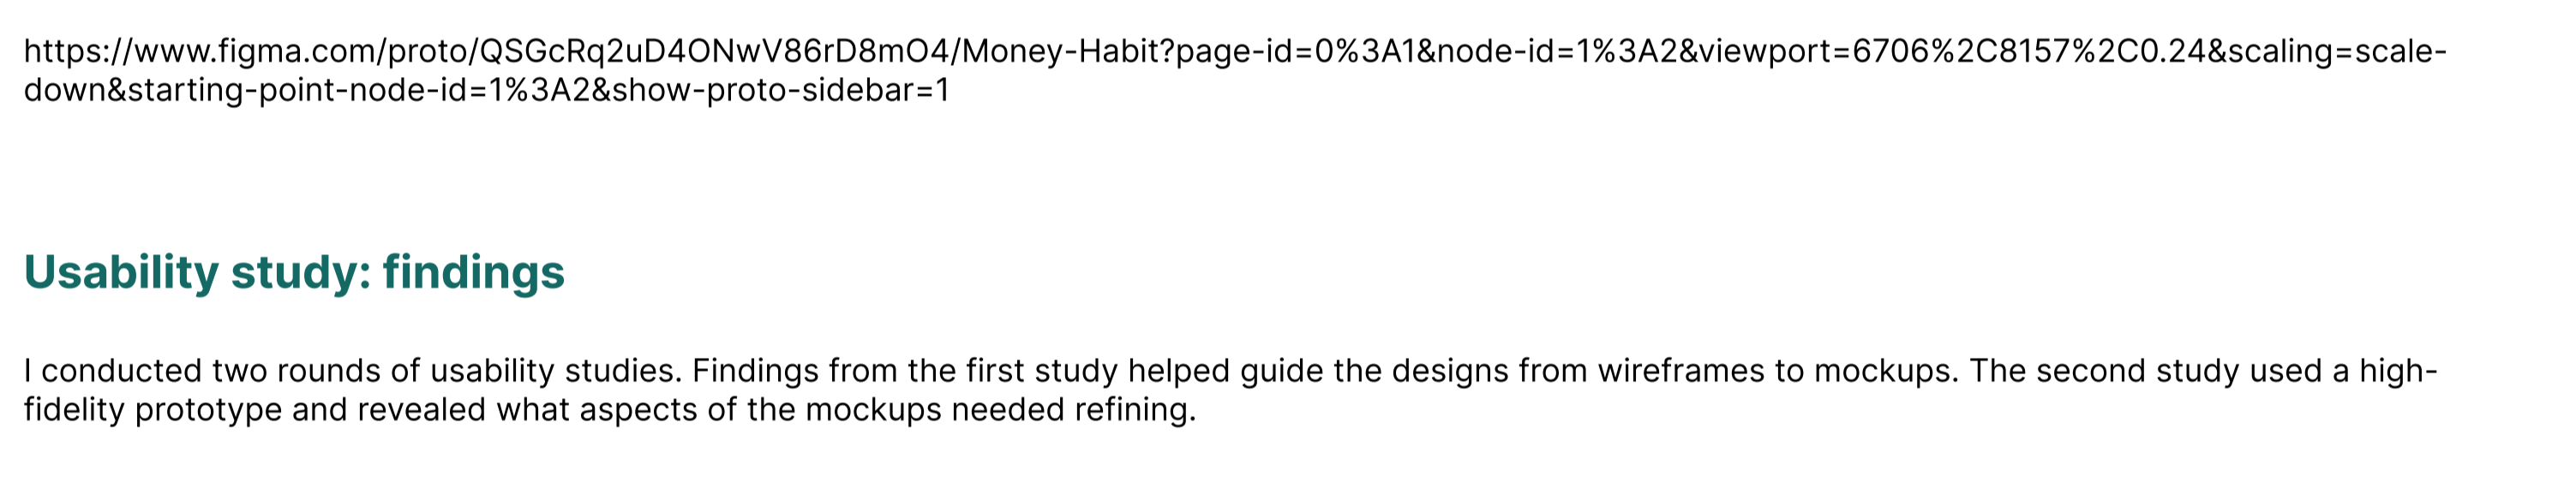 https://www.figma.com/proto/QSGcRq2uD4ONwV86rD8mO4/Money-Habit?page-id=0%3A1&node-id=1%3A2&viewport=6706%2C8157%2C0.24&scaling=scale-
down&starting-point-node-id=1%3A2&show-proto-sidebar=1
Usability study: findings
I conducted two rounds of usability studies. Findings from the first study helped guide the designs from wireframes to mockups. The second study used a high-
fidelity prototype and revealed what aspects of the mockups needed refining.